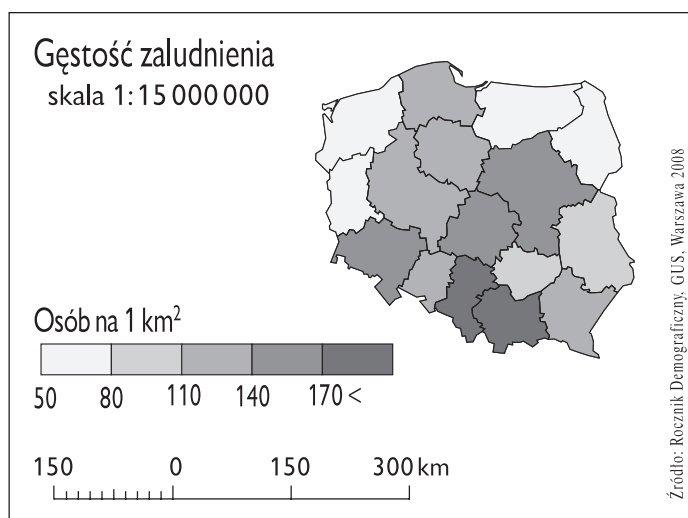 Gęstość zaludnienia
skala 1:15 000 000
Osób na 1 km²
50 80 110 140 170 <
150 0 150 300 km
Źródło: Rocznik Demograficzny, GUS, Warszawa 2008